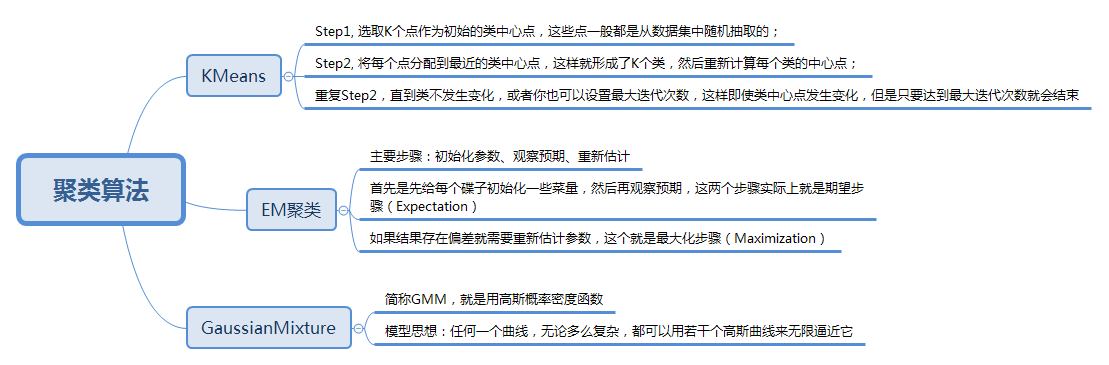 聚类算法
KMeans
Step1, 选取K个点作为初始的类中心点，这些点一般都是从数据集中随机抽取的；
Step2, 将每个点分配到最近的类中心点，这样就形成了K个类，然后重新计算每个类的中心点；
重复Step2，直到类不发生变化，或者你也可以设置最大迭代次数，这样即使类中心点发生变化，但是只要达到最大迭代次数就会结束
EM聚类
主要步骤：初始化参数、观察预期、重新估计
首先是先给每个碟子初始化一些菜量，然后再观察预期，这两个步骤实际上就是期望步
骤（Expectation）
如果结果存在偏差就需要重新估计参数，这个就是最大化步骤（Maximization）
GaussianMixture
简称GMM，就是用高斯概率密度函数
模型思想：任何一个曲线，无论多么复杂，都可以用若干个高斯曲线来无限逼近它